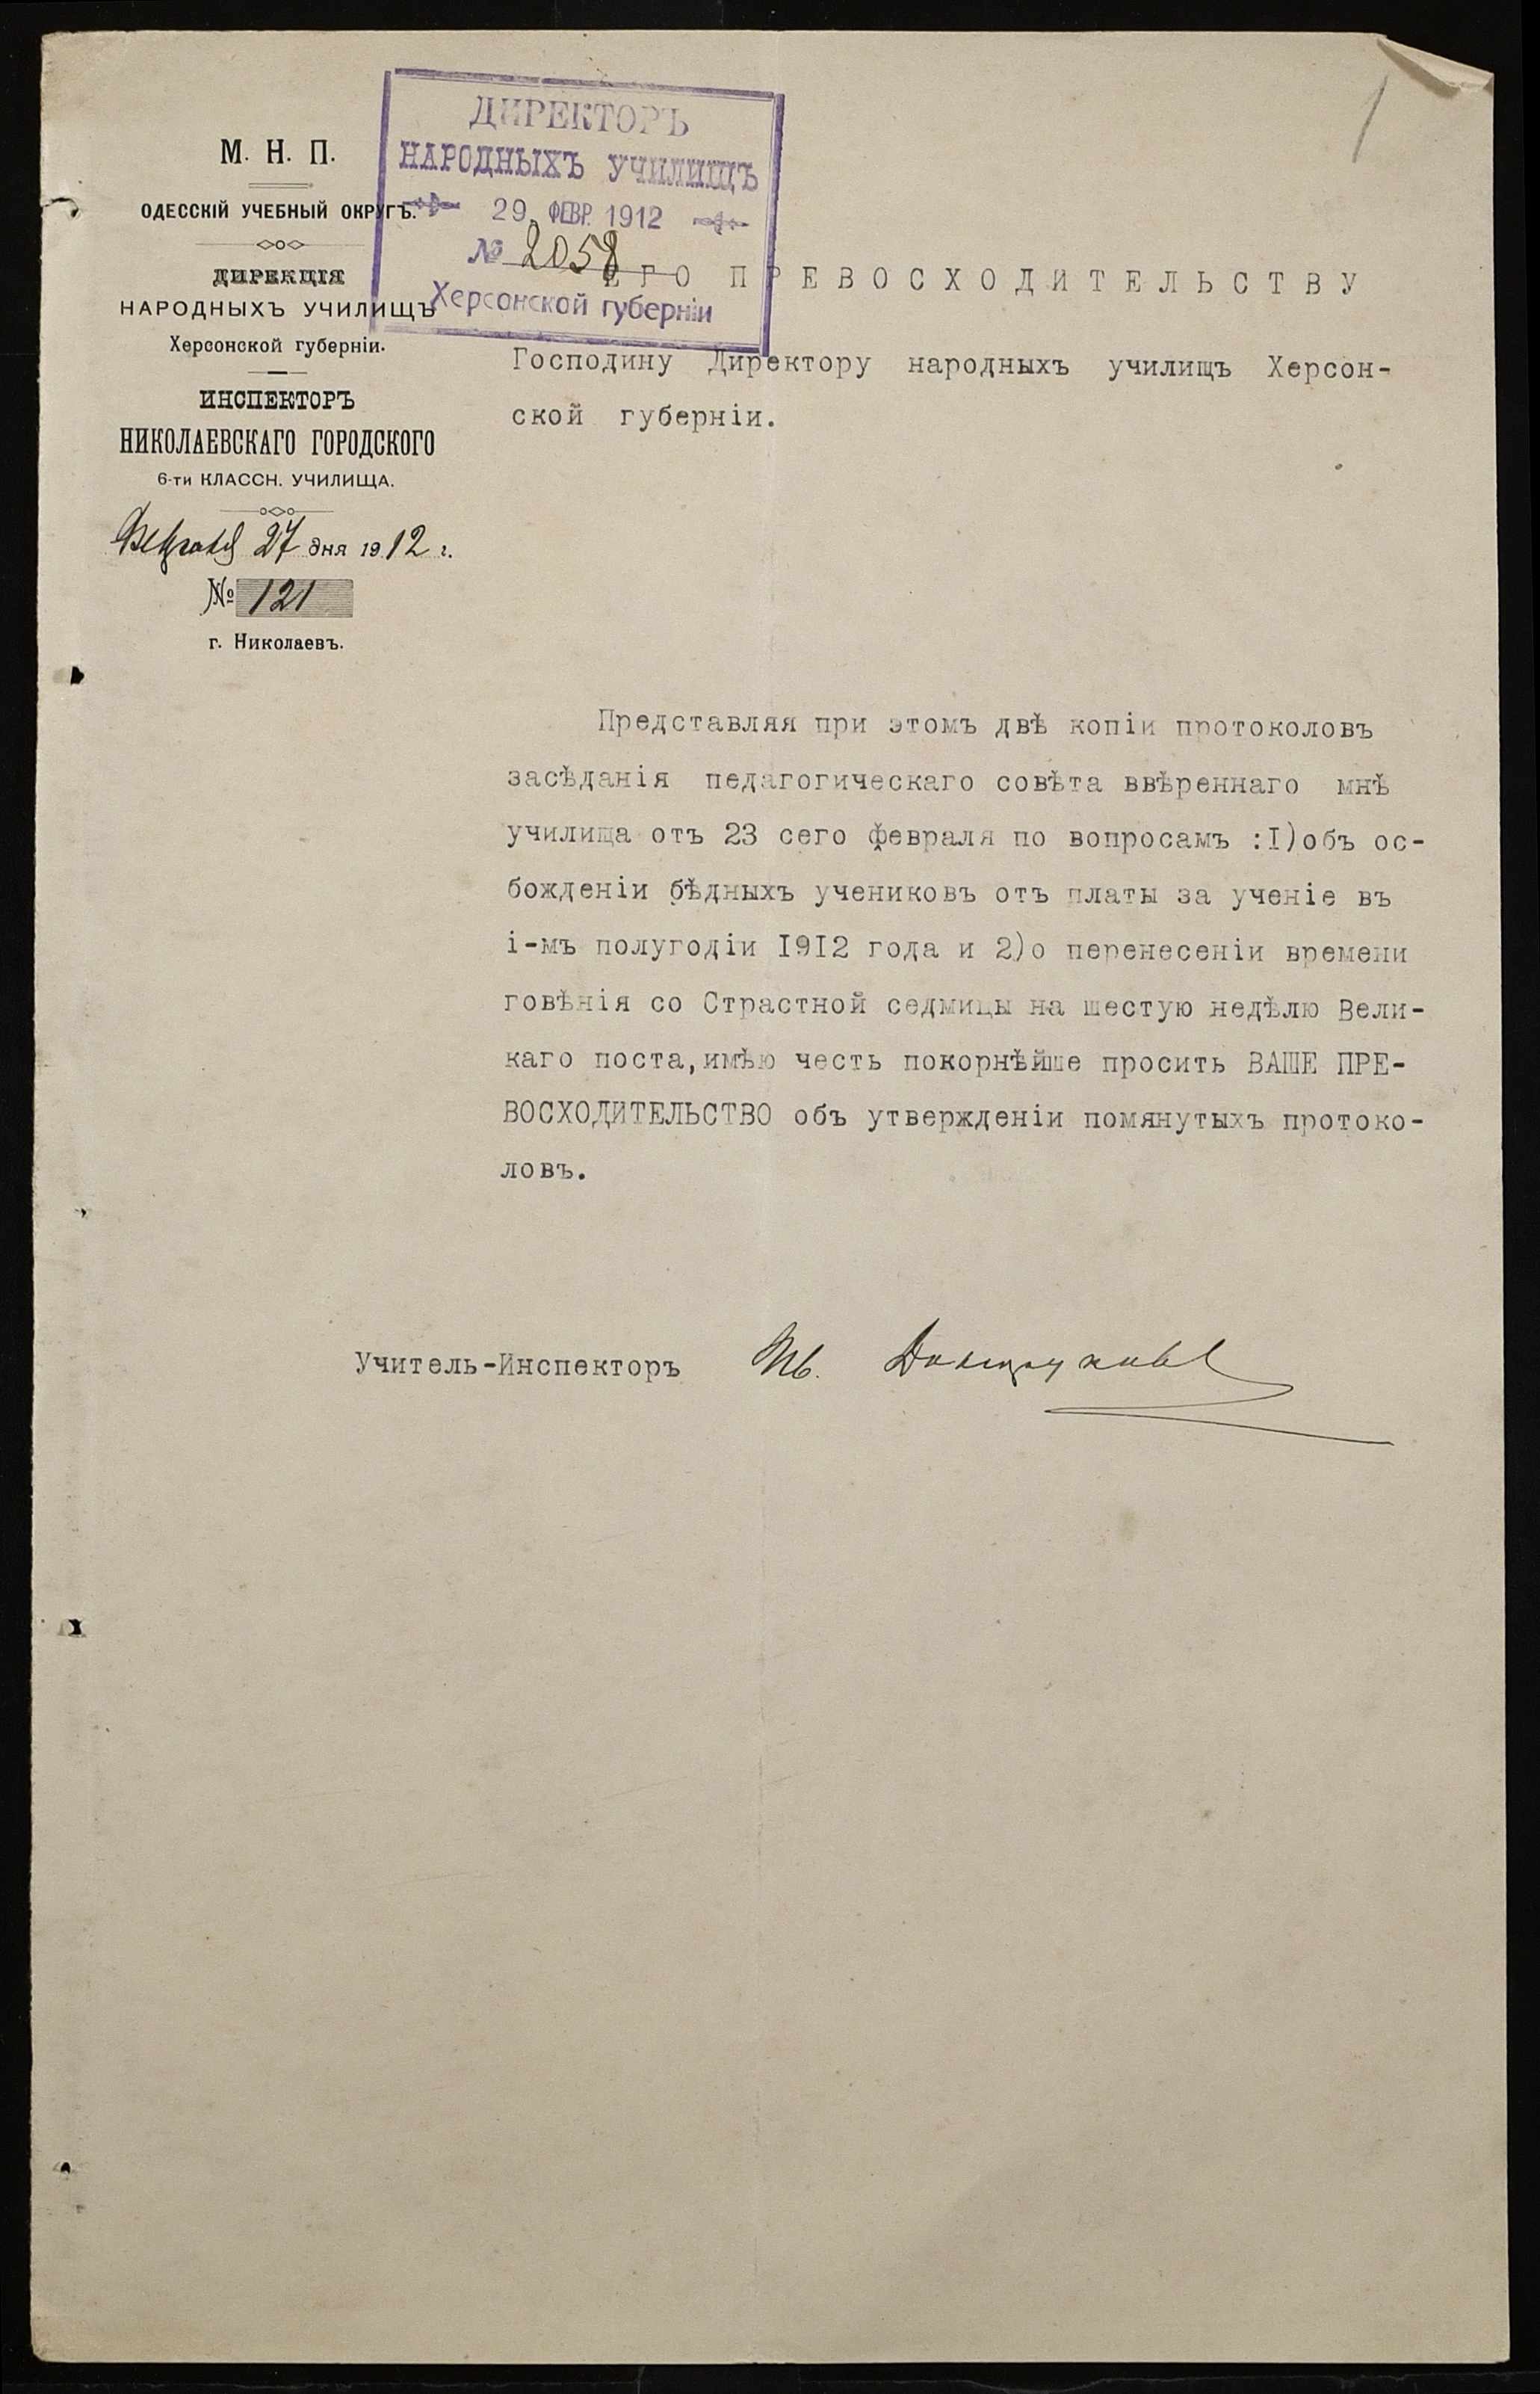 1
М. Н. П.
ОДЕССКІЙ УЧЕБНЫЙ ОКРУГЪ.
ДИРЕКЦІЯ
НАРОДНЫХЪ УЧИЛИЩЪ
Херсонской губерніи.
ИНСПЕКТОРЪ
НИКОЛАЕВСКАГО ГОРОДСКОГО
6-ти КЛАССН. УЧИЛИЩА.
27 дня 1912 г.
№ 121
г. Николаевъ.
ДИРЕКТОРЪ
НАРОДНЫХЪ УЧИЛИЩЪ
29. ФЕВР. 1912
№ 2058
Херсонской губерніи
ЕГО ПРЕВОСХОДИТЕЛЬСТВУ
Господину Директору народныхъ училищъ Херсон-
ской губерніи.
Представляя при этомъ двѣ копіи протоколовъ
засѣданія педагогическаго совѣта ввѣреннаго мнѣ
училища отъ 23 сего февраля по вопросамъ :I)объ ос-
божденіи бѣдныхъ учениковъ отъ платы за ученіе въ
і-мъ полугодіи I9I2 года и 2)о перенесеніи времени
говѣнія со Страстной седмицы на шестую недѣлю Вели-
каго поста,имѣю честь покорнѣйше просить ВАШЕ ПРЕ-
ВОСХОДИТЕЛЬСТВО объ утвержденіи помянутыхъ протоко-
ловъ.
Учитель-Инспекторъ